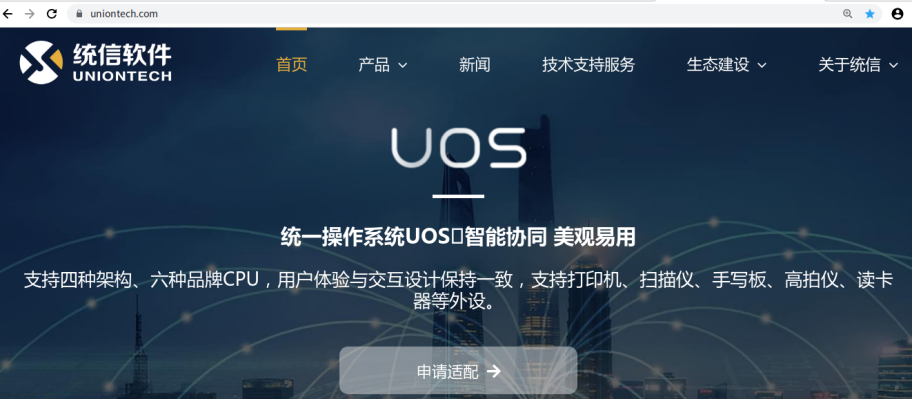 uniontech.com
统信软件
UNIONTECH
首页 产品 新闻 技术支持服务 生态建设 关于统信
UOS
统一操作系统UOS▯智能协同 美观易用
支持四种架构、六种品牌CPU，用户体验与交互设计保持一致，支持打印机、扫描仪、手写板、高拍仪、读卡
器等外设。
申请适配 →